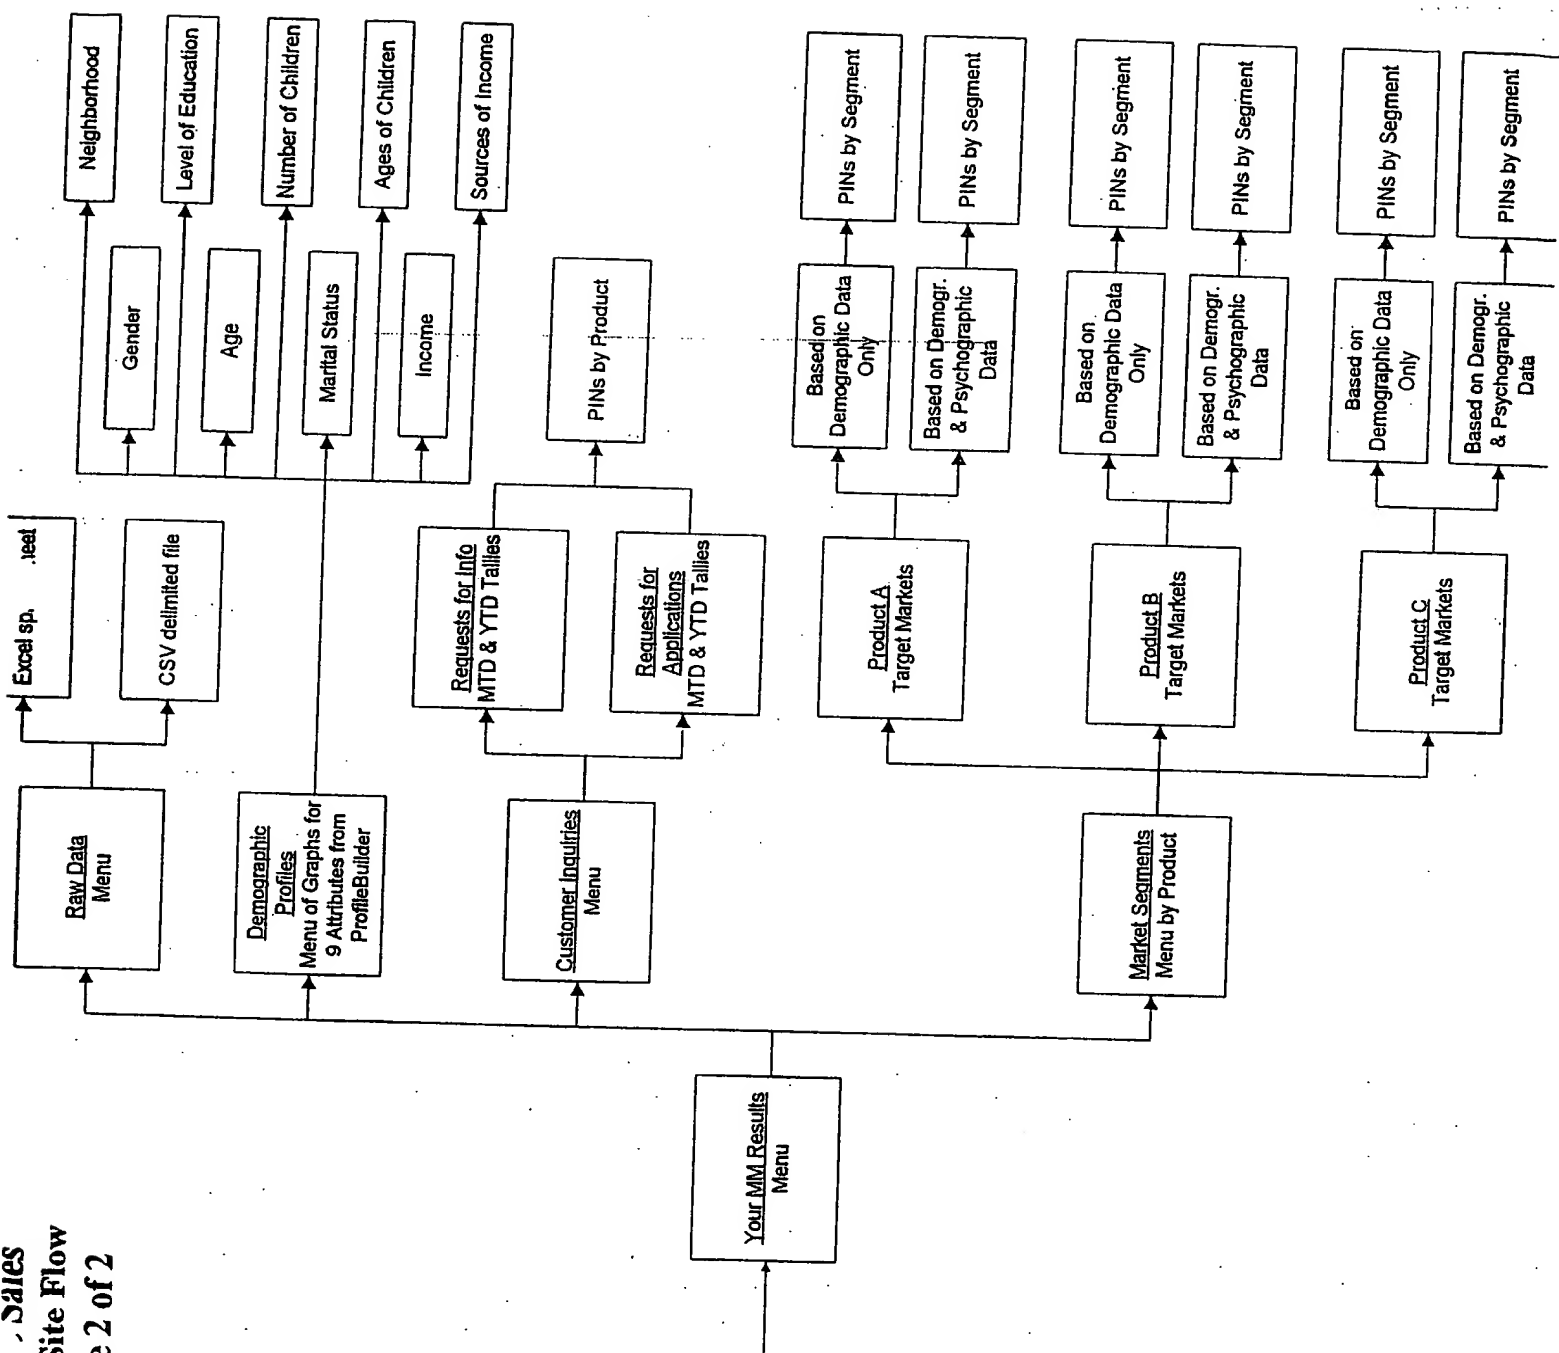 Sales
Site Flow
2 of 2
Your MM Results
Menu
Raw Data
Menu
Excel
CSV delimited file
Demographic
Profiles
Menu of Graphs for
9 Attributes from
ProfileBuilder
Neighborhood
Gender
Level of Education
Age
Number of Children
Marital Status
Ages of Children
Income
Sources of Income
Customer Inquiries
Menu
Requests for Info
MTD & YTD Tallies
Requests for
Applications
MTD & YTD Tallies
PINs by Product
Market Segments
Menu by Product
Product A
Target Markets
Based on
Demographic Data
Only
PINs by Segment
Based on Demogr.
& Psychographic
Data
PINs by Segment
Product B
Target Markets
Based on
Demographic Data
Only
PINs by Segment
Based on Demogr.
& Psychographic
Data
PINs by Segment
Product C
Target Markets
Based on
Demographic Data
Only
PINs by Segment
Based on Demogr.
& Psychographic
Data
PINs by Segment